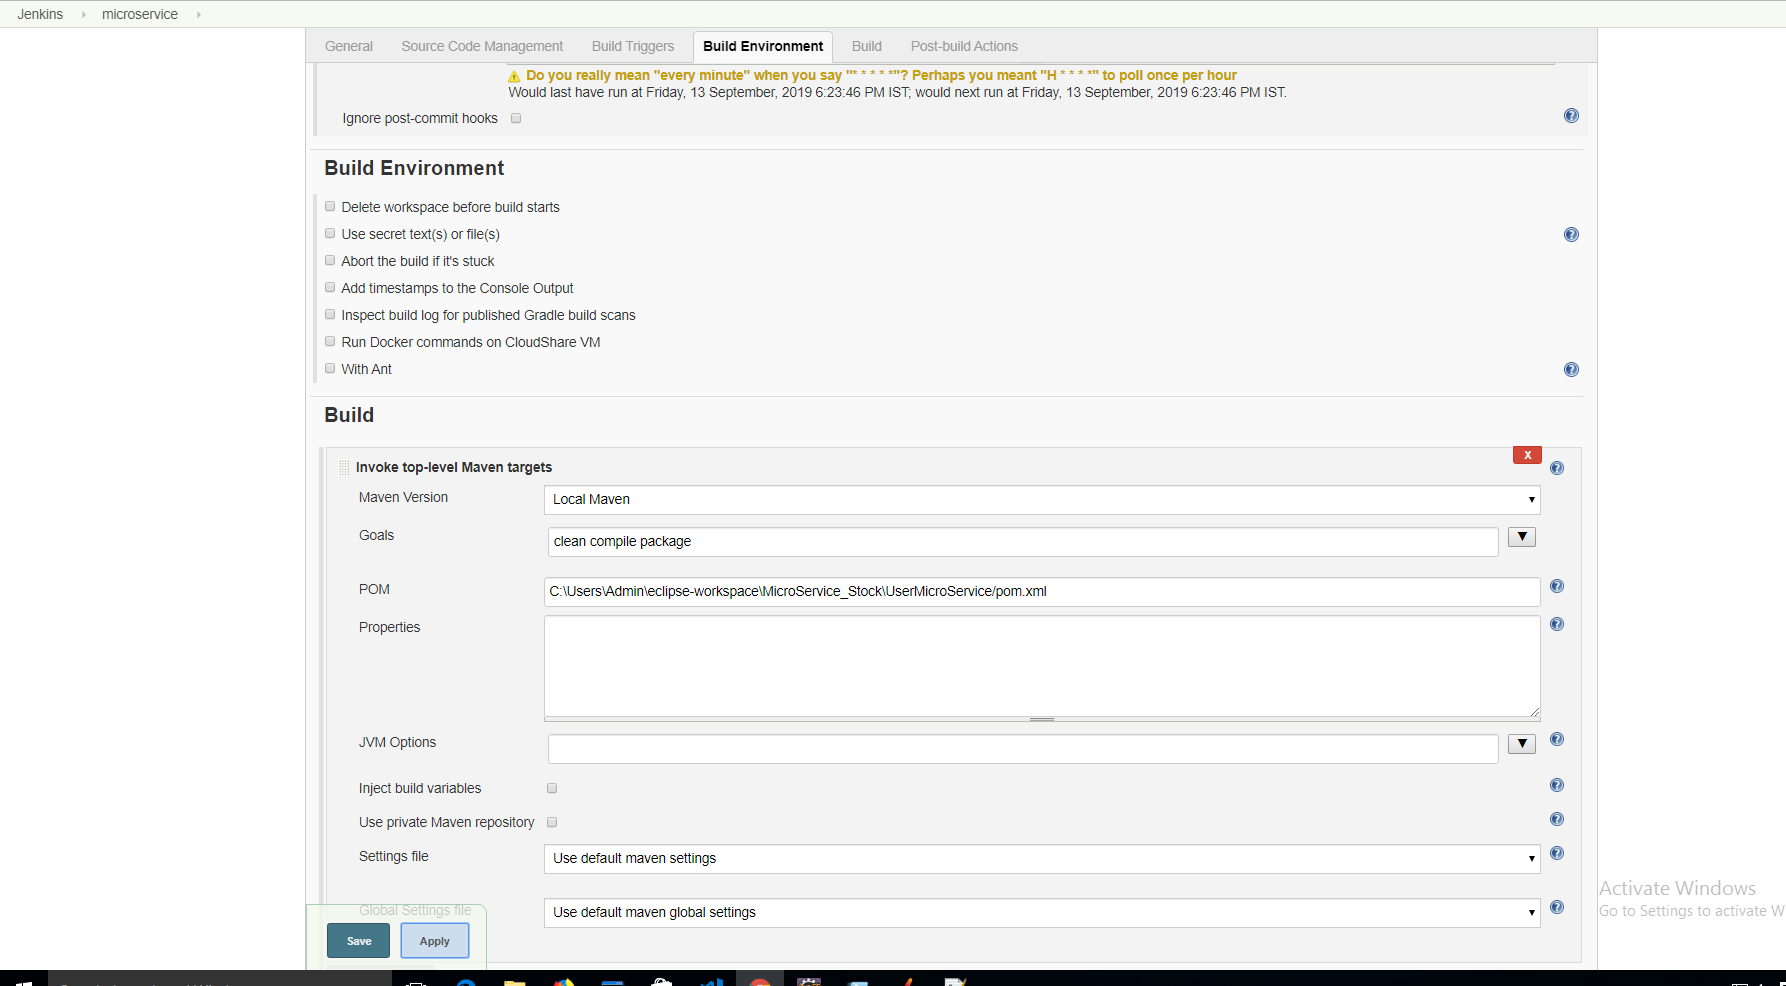 Jenkins microservice
General Source Code Management Build Triggers Build Environment Build Post-build Actions
Do you really mean "every minute" when you say "* * * * *"? Perhaps you meant "H * * * *" to poll once per hour
Would last have run at Friday, 13 September, 2019 6:23:46 PM IST; would next run at Friday, 13 September, 2019 6:23:46 PM IST.
Ignore post-commit hooks
Build Environment
Delete workspace before build starts
Use secret text(s) or file(s)
Abort the build if it's stuck
Add timestamps to the Console Output
Inspect build log for published Gradle build scans
Run Docker commands on CloudShare VM
With Ant
Build
X
Invoke top-level Maven targets
Maven Version Local Maven
Goals clean compile package
POM C:\Users\Admin\eclipse-workspace\MicroService_Stock\UserMicroService/pom.xml
Properties
JVM Options
Inject build variables
Use private Maven repository
Settings file Use default maven settings
Global Settings file Use default maven global settings
Save Apply
Activate Windows
Go to Settings to activate W